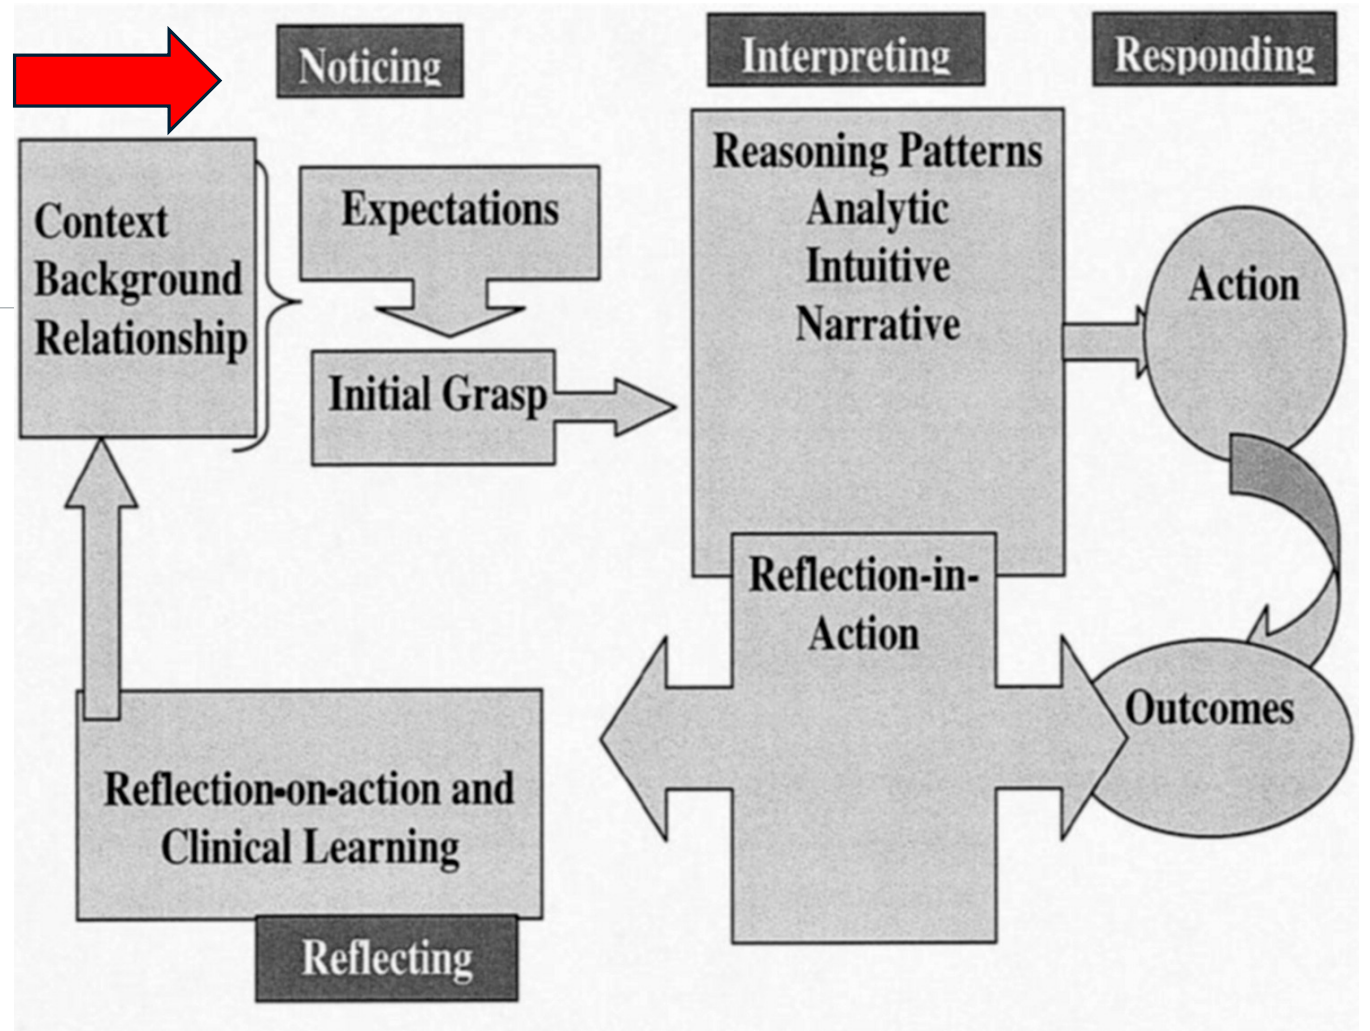 Noticing
Interpreting
Responding
Context
Background
Relationship
Expectations
Initial Grasp
Reasoning Patterns
Analytic
Intuitive
Narrative
Action
Reflection-in-
Action
Outcomes
Reflection-on-action and
Clinical Learning
Reflecting